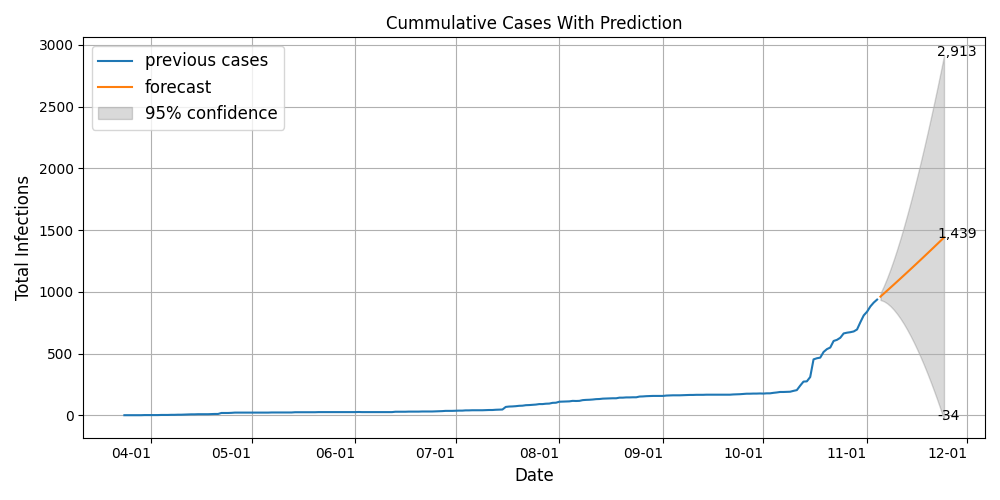 Cummulative Cases With Prediction
previous cases
forecast
95% confidence
2,913
1,439
-34
Total Infections
3000
2500
2000
1500
1000
500
0
04-01 05-01 06-01 07-01 08-01 09-01 10-01 11-01 12-01
Date